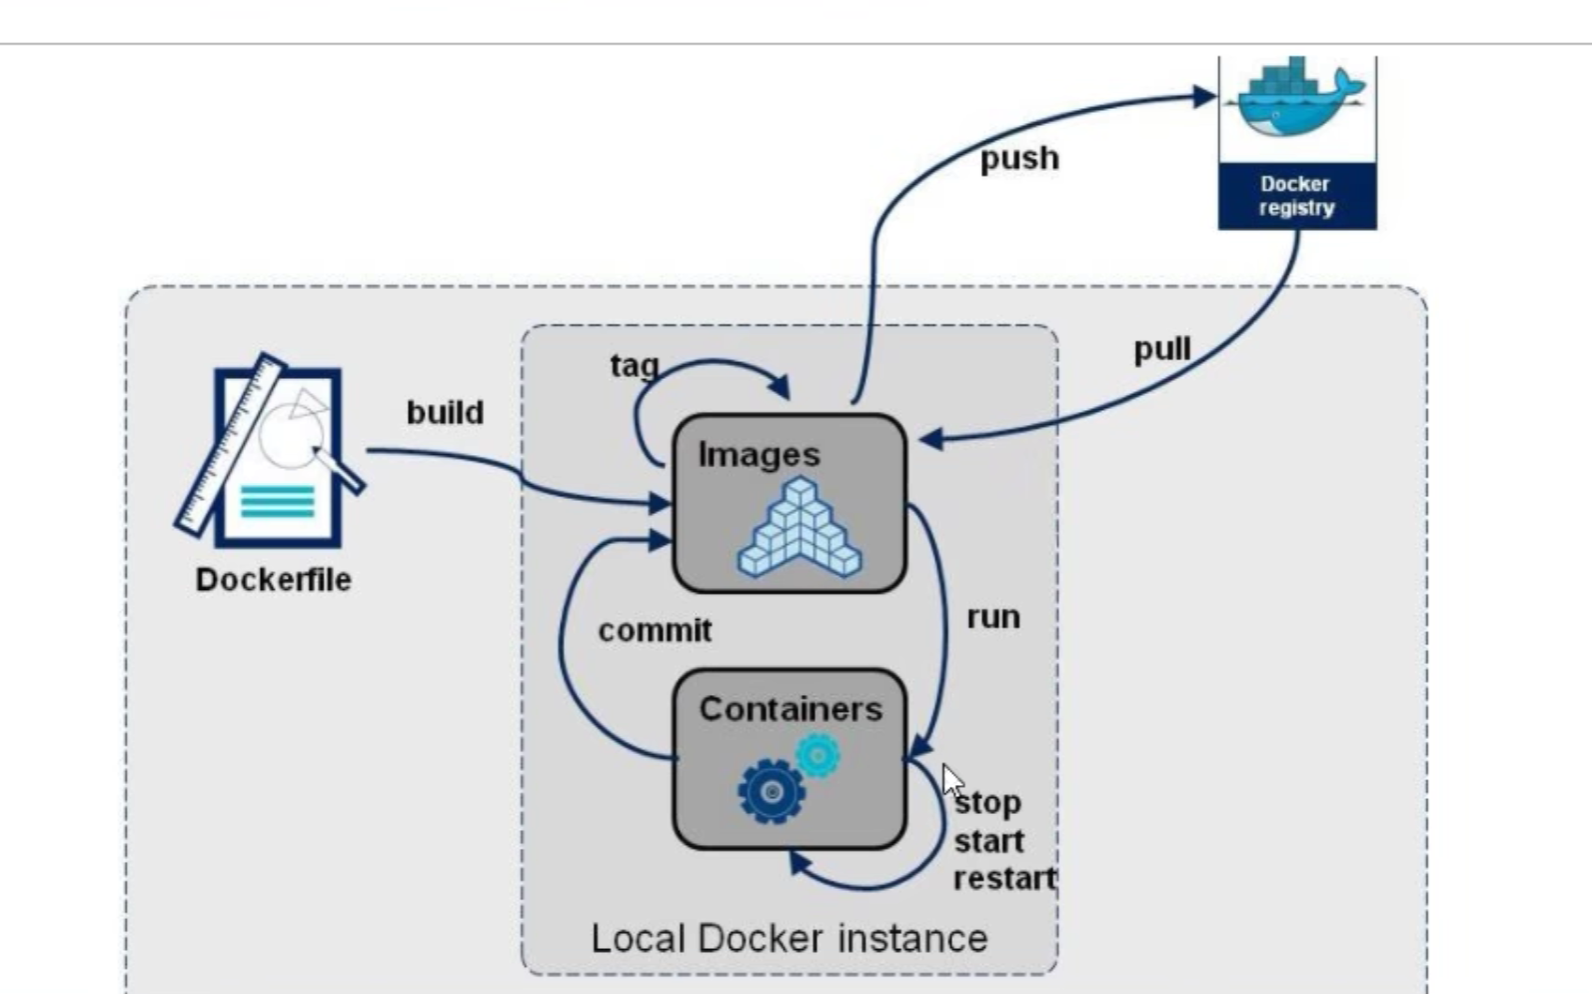 push
Docker
registry
pull
tag
build
Images
Dockerfile
commit
run
Containers
stop
start
restart
Local Docker instance